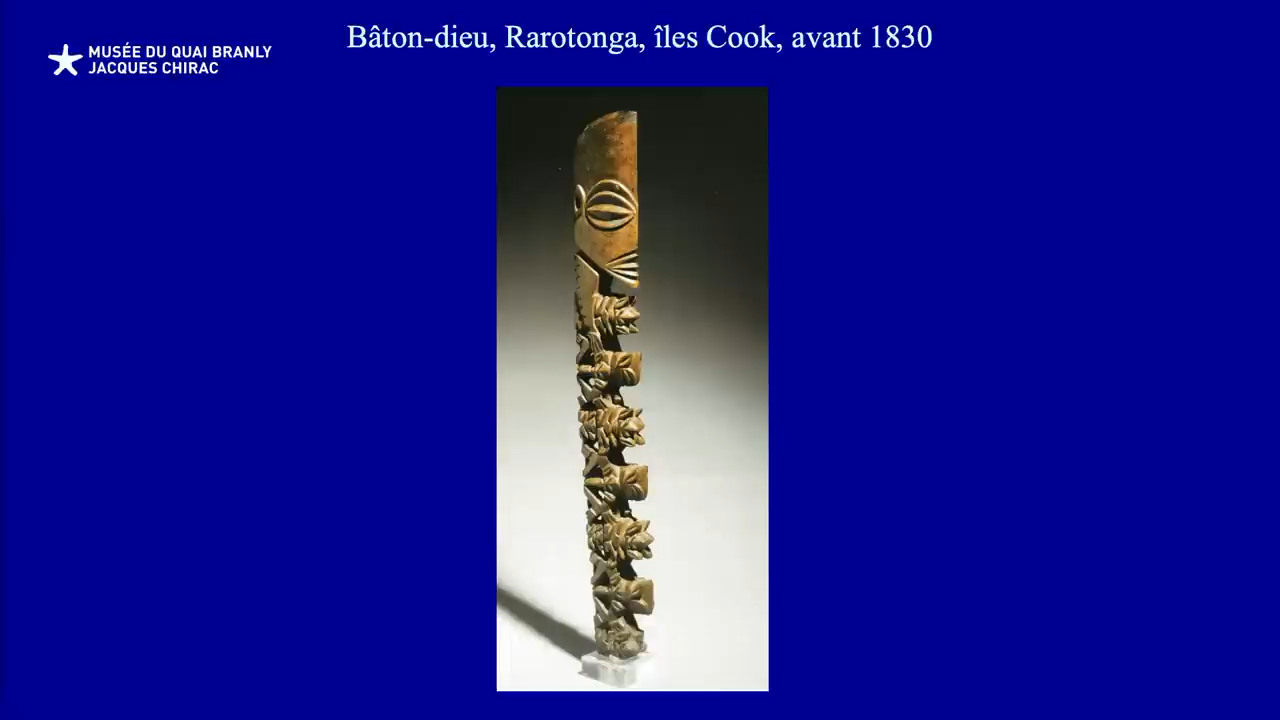 Bâton-dieu, Rarotonga, îles Cook, avant 1830
MUSÉE DU QUAI BRANLY
JACQUES CHIRAC